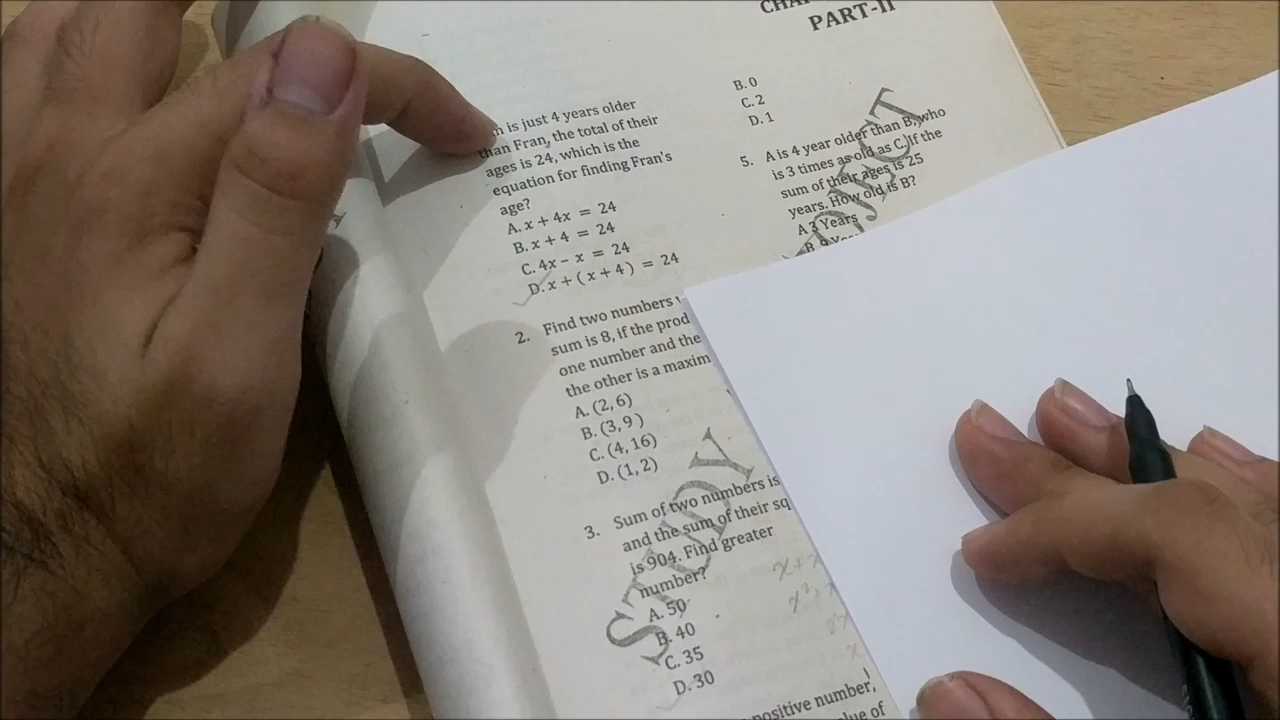 PART-II
is just 4 years older
than Fran, the total of their
ages is 24, which is the
equation for finding Fran's
age?
A. x + 4x = 24
B. x + 4 = 24
C. 4x − x = 24
D. x + (x + 4) = 24
2. Find two numbers
sum is 8, if the prod
one number and the
the other is a maxim
A. (2, 6)
B. (3, 9 )
C. (4, 16)
D. (1, 2)
3. Sum of two numbers is
and the sum of their sq
is 904. Find greater
number?
A. 50
B. 40
C. 35
D. 30
positive number,
B. 0
C. 2
D. 1
5. A is 4 year older than B, who
is 3 times as old as C. If the
sum of their ages is 25
years. How old is B?
A 3 Years
STUDY